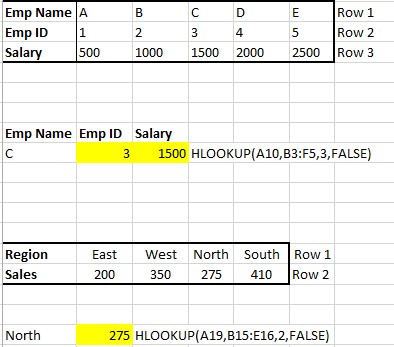 Emp Name A B C D E Row 1
Emp ID 1 2 3 4 5 Row 2
Salary 500 1000 1500 2000 2500 Row 3
Emp Name Emp ID Salary
C 3 1500 HLOOKUP(A10,B3:F5,3,FALSE)
Region East West North South Row 1
Sales 200 350 275 410 Row 2
North 275 HLOOKUP(A19,B15:E16,2,FALSE)